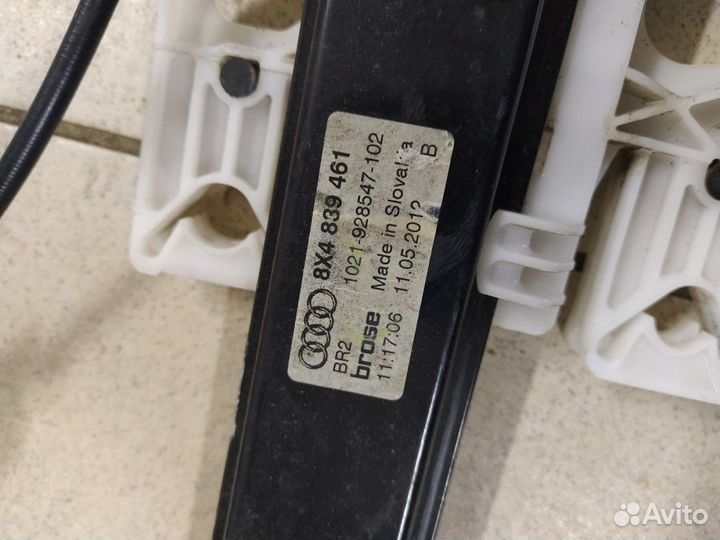 8X4 839 461
BR2 1021-928547-102
brose Made in Slovakia
11:17:06 11.05.2012 B
Avito